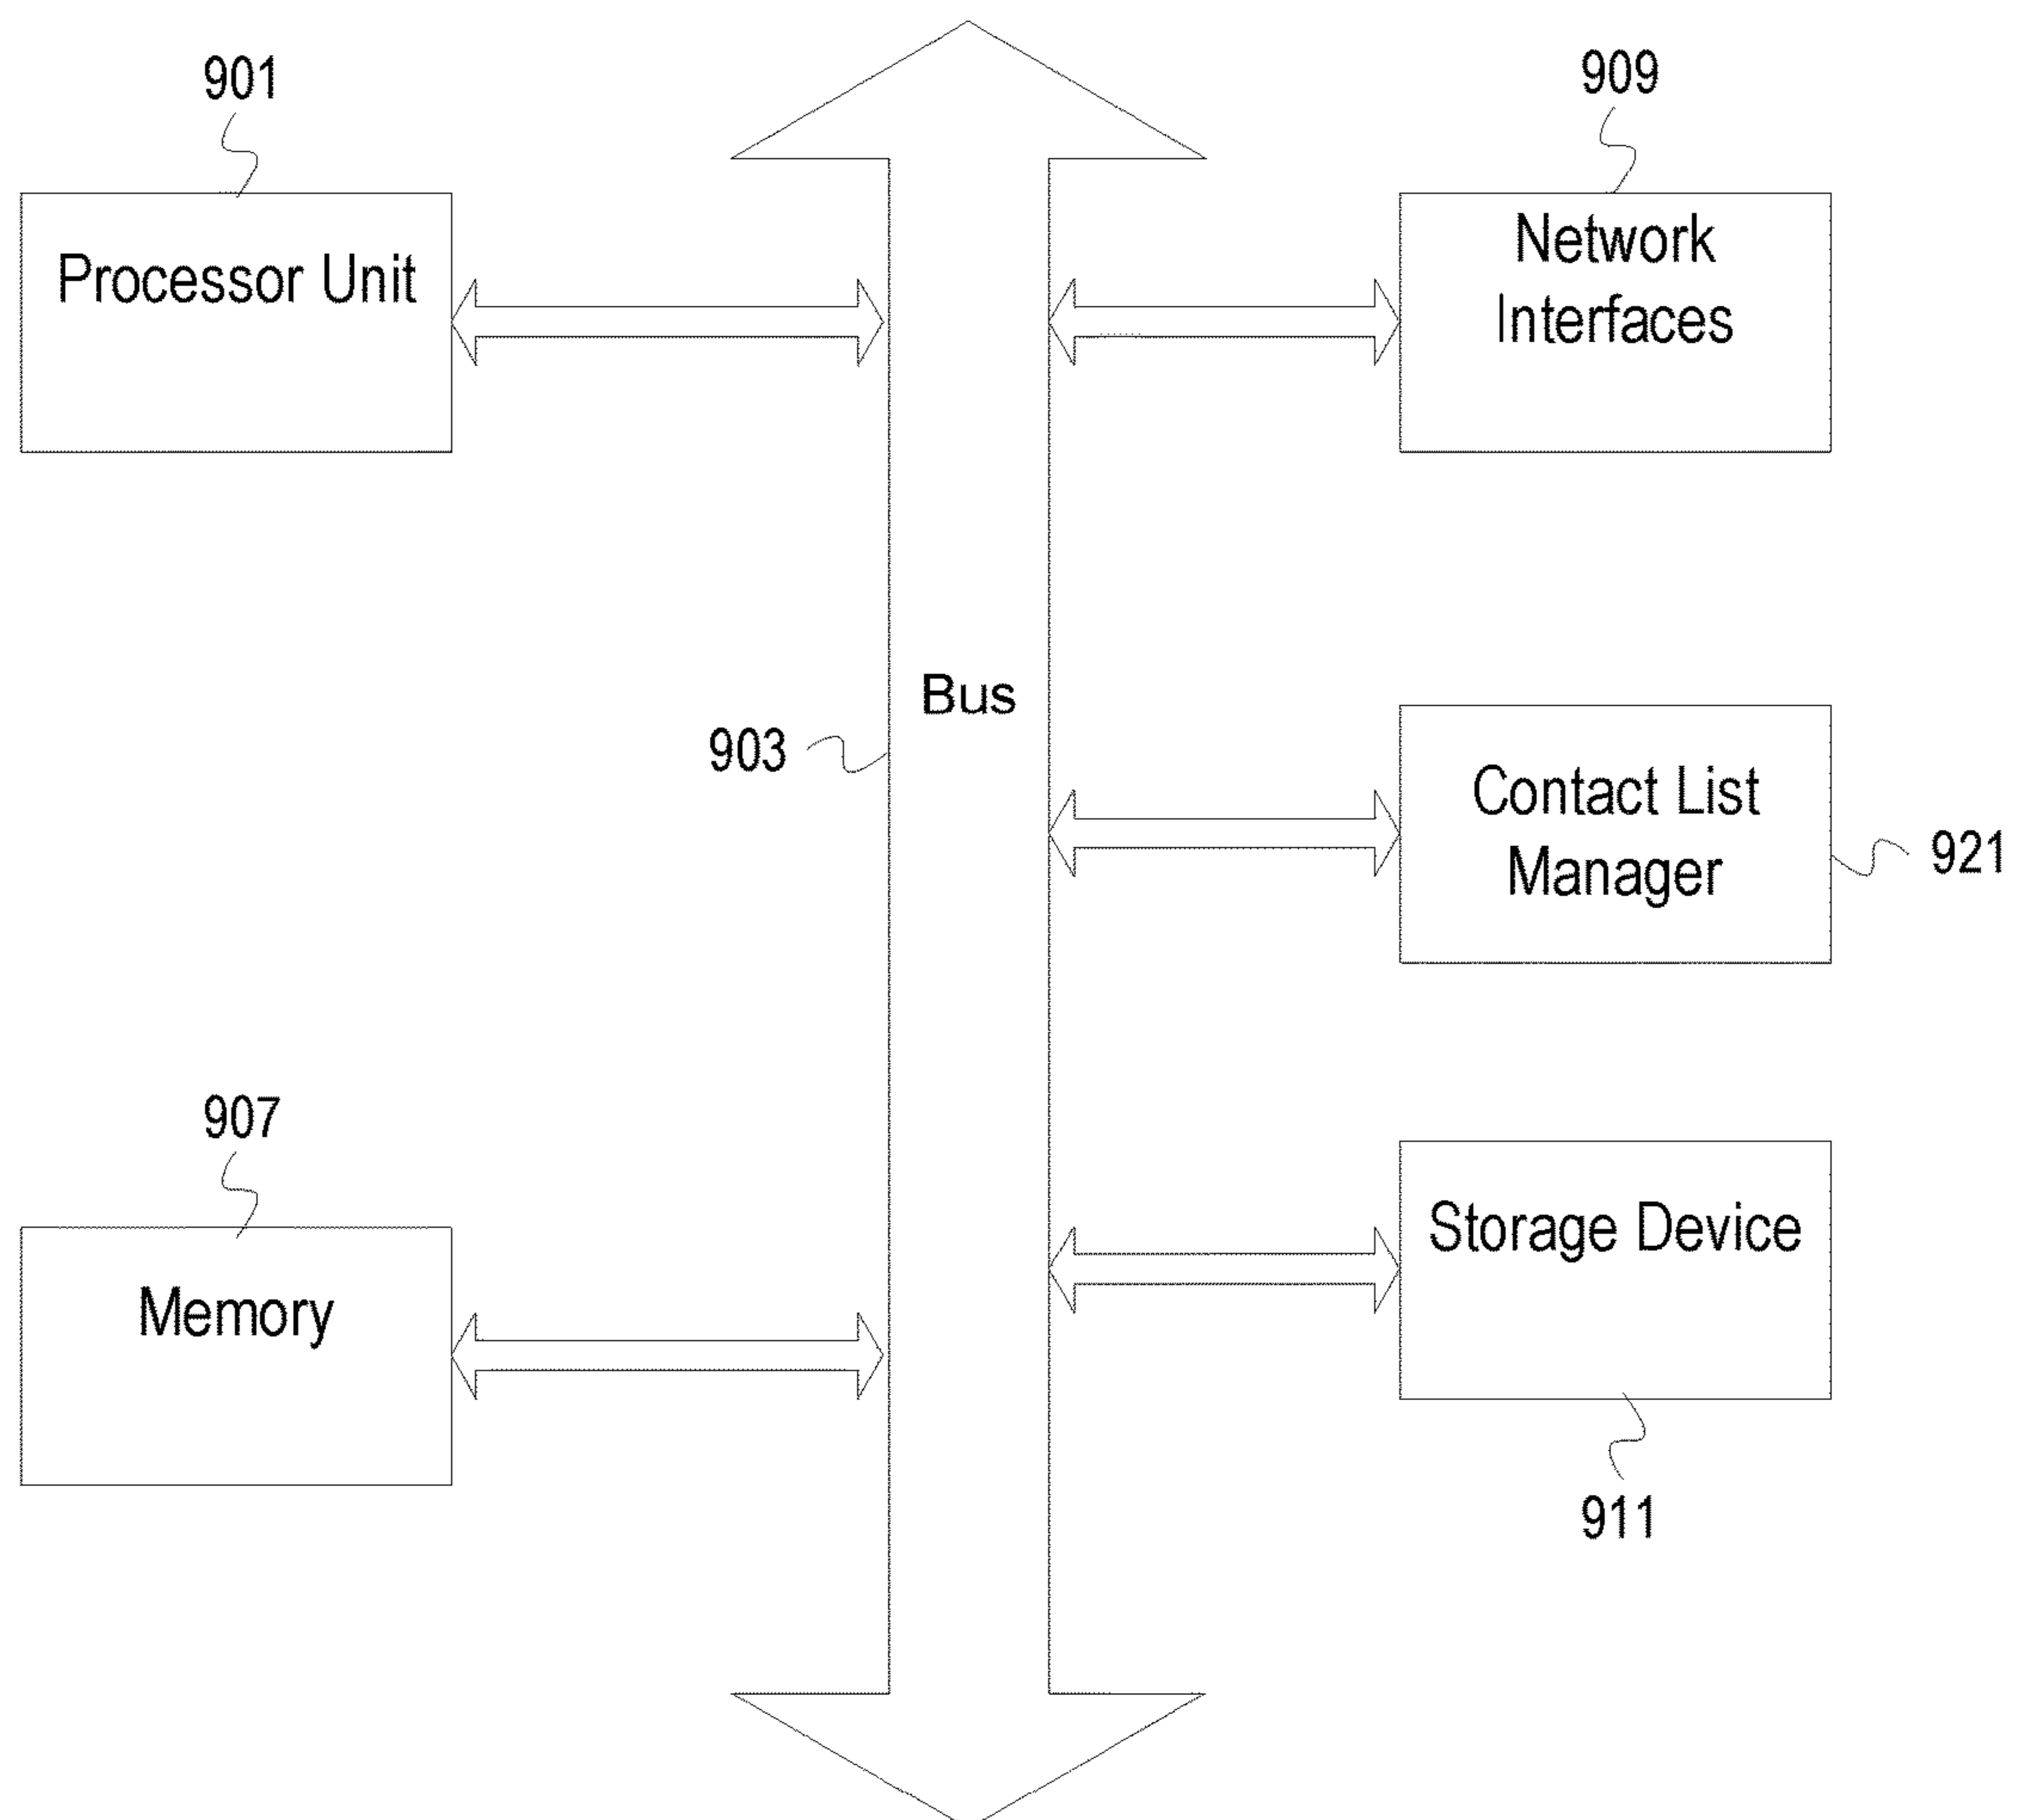 901
909
Processor Unit
Network
Interfaces
Bus
903
Contact List
Manager
921
907
Memory
Storage Device
911